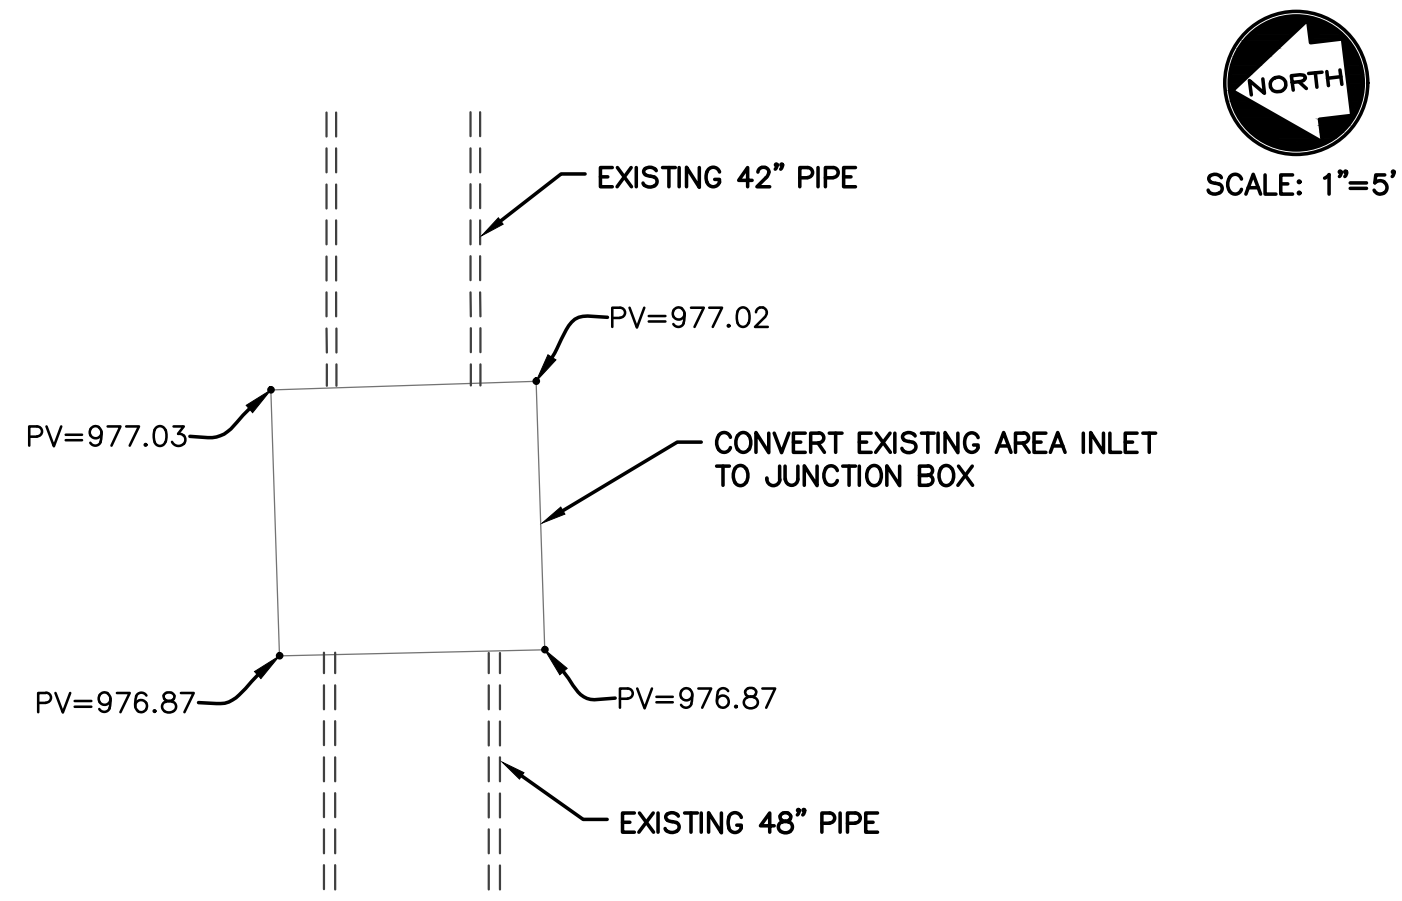 NORTH
SCALE: 1"=5'
EXISTING 42" PIPE
PV=977.02
PV=977.03
CONVERT EXISTING AREA INLET
TO JUNCTION BOX
PV=976.87
PV=976.87
EXISTING 48" PIPE